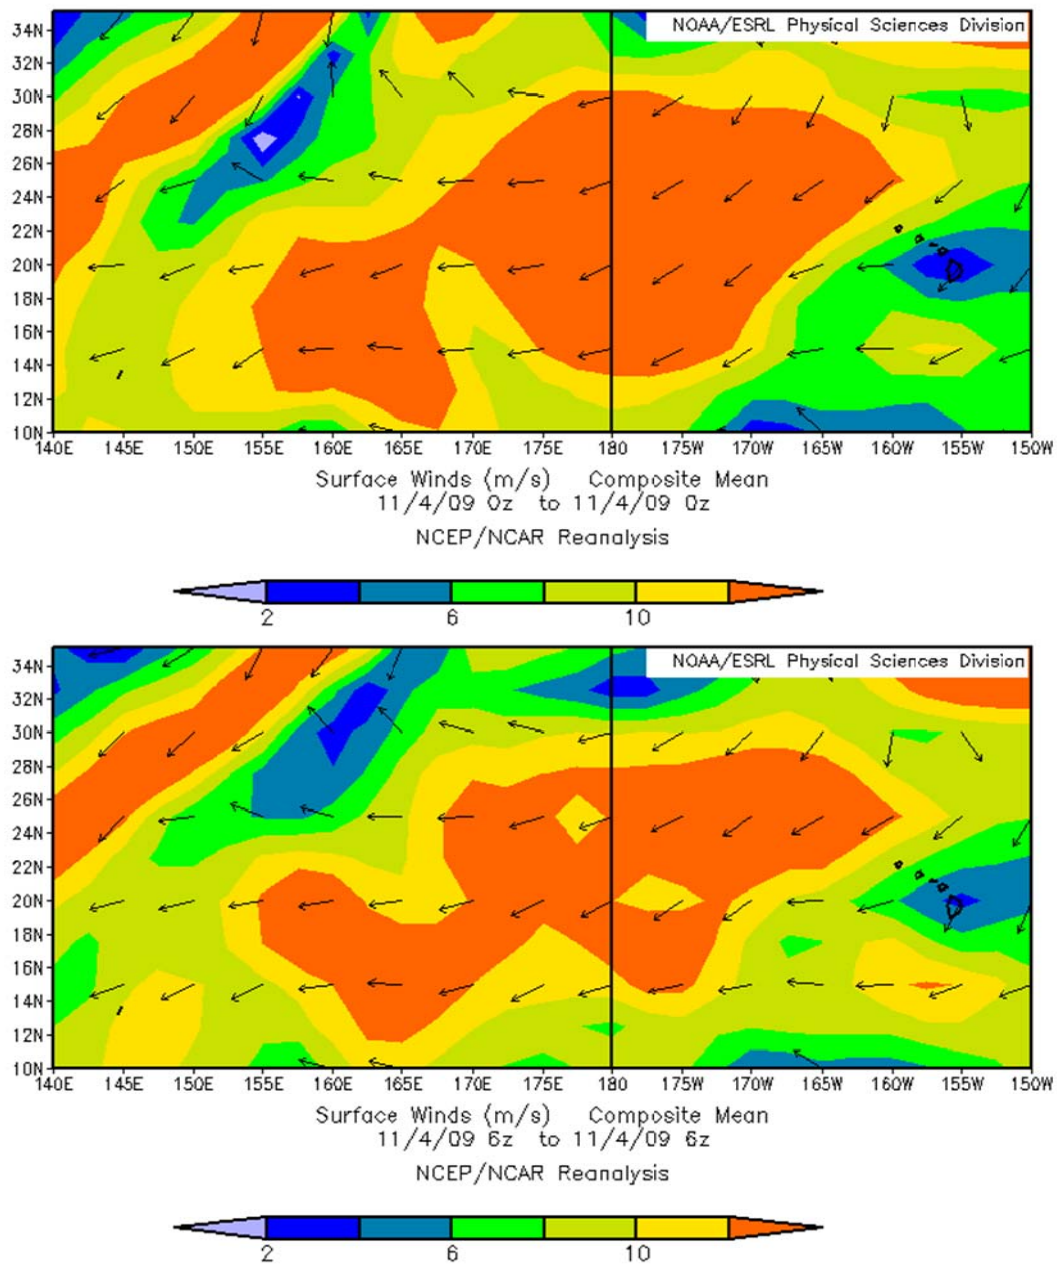 NOAA/ESRL Physical Sciences Division
34N
32N
30N
28N
26N
24N
22N
20N
18N
16N
14N
12N
10N
140E 145E 150E 155E 160E 165E 170E 175E 180 175W 170W 165W 160W 155W 150W
Surface Winds (m/s) Composite Mean
11/4/09 0z to 11/4/09 0z
NCEP/NCAR Reanalysis
2 6 10
NOAA/ESRL Physical Sciences Division
34N
32N
30N
28N
26N
24N
22N
20N
18N
16N
14N
12N
10N
140E 145E 150E 155E 160E 165E 170E 175E 180 175W 170W 165W 160W 155W 150W
Surface Winds (m/s) Composite Mean
11/4/09 6z to 11/4/09 6z
NCEP/NCAR Reanalysis
2 6 10